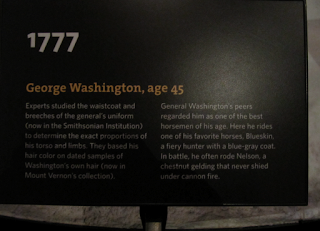 1777
George Washington, age 45
Experts studied the waistcoat and
breeches of the general's uniform
(now in the Smithsonian Institution)
to determine the exact proportions of
his torso and limbs. They based his
hair color on dated samples of
Washington's own hair (now in
Mount Vernon's collection).
General Washington's peers
regarded him as one of the best
horsemen of his age. Here he rides
one of his favorite horses, Blueskin,
a fiery hunter with a blue-gray coat.
In battle, he often rode Nelson, a
chestnut gelding that never shied
under cannon fire.